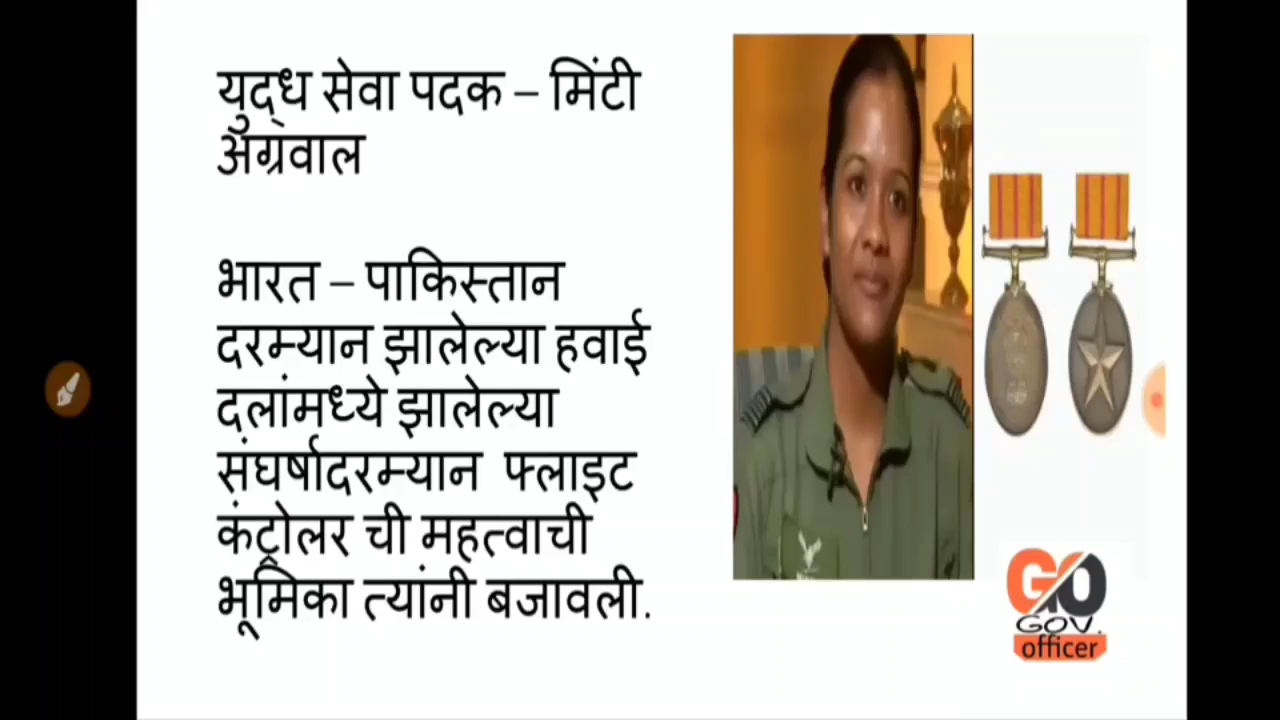 युद्ध सेवा पदक – मिंटी
अग्रवाल
भारत – पाकिस्तान
दरम्यान झालेल्या हवाई
दलांमध्ये झालेल्या
संघर्षादरम्यान फ्लाइट
कंट्रोलर ची महत्वाची
भूमिका त्यांनी बजावली.
GO
GOV.
officer